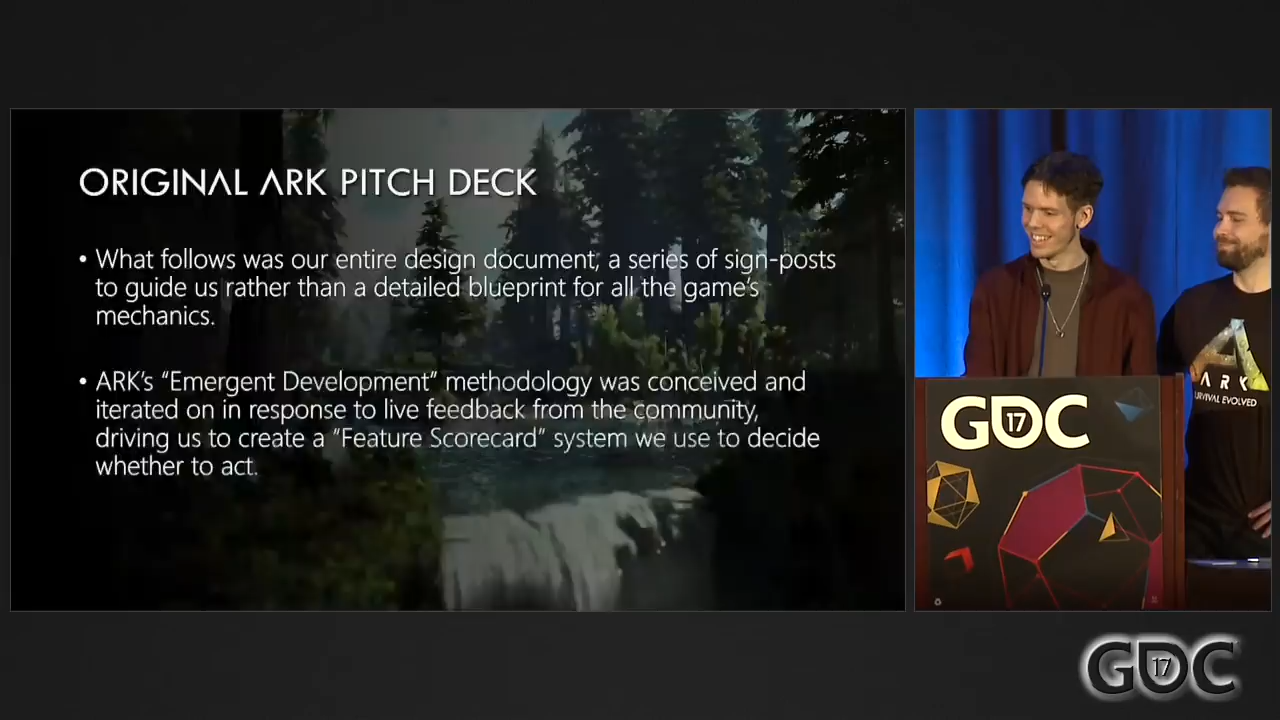 ORIGINAL ARK PITCH DECK
• What follows was our entire design document, a series of sign-posts
to guide us rather than a detailed blueprint for all the game's
mechanics.
• ARK's “Emergent Development” methodology was conceived and
iterated on in response to live feedback from the community,
driving us to create a “Feature Scorecard” system we use to decide
whether to act.
ARK
SURVIVAL EVOLVED
GDC
17
GDC
17